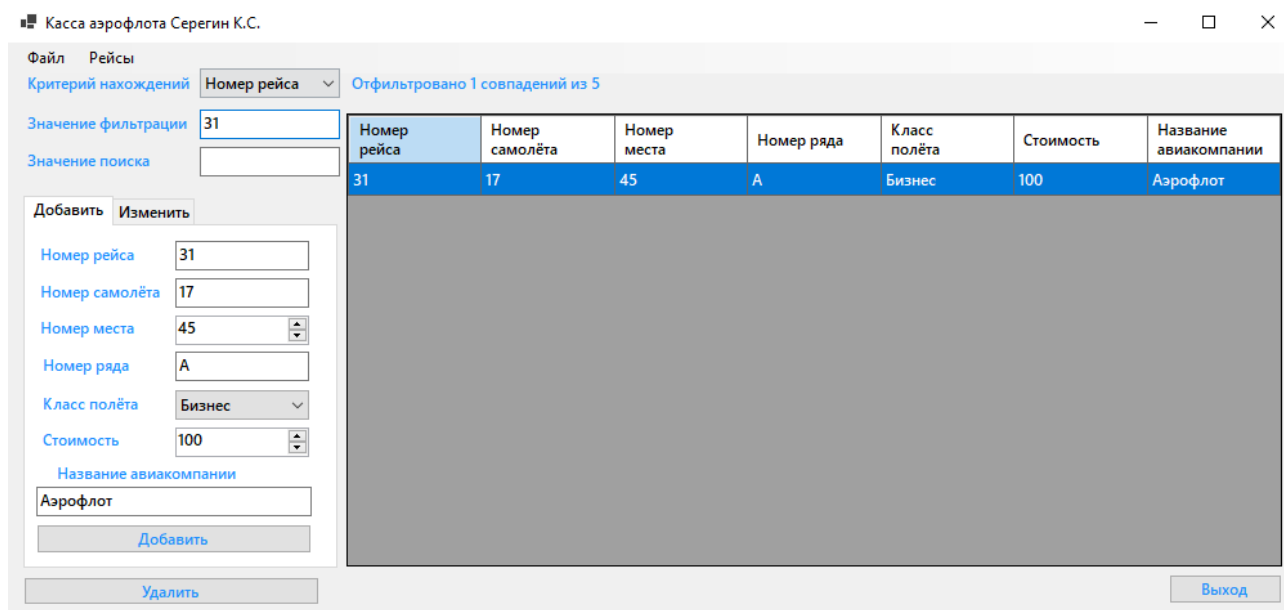 Касса аэрофлота Серегин К.С.
Файл Рейсы
Критерий нахождений Номер рейса Отфильтровано 1 совпадений из 5
Значение фильтрации 31
Значение поиска
Номер рейса Номер самолёта Номер места Номер ряда Класс полёта Стоимость Название авиакомпании
31 17 45 А Бизнес 100 Аэрофлот
Добавить Изменить
Номер рейса 31
Номер самолёта 17
Номер места 45
Номер ряда А
Класс полёта Бизнес
Стоимость 100
Название авиакомпании
Аэрофлот
Добавить
Удалить
Выход